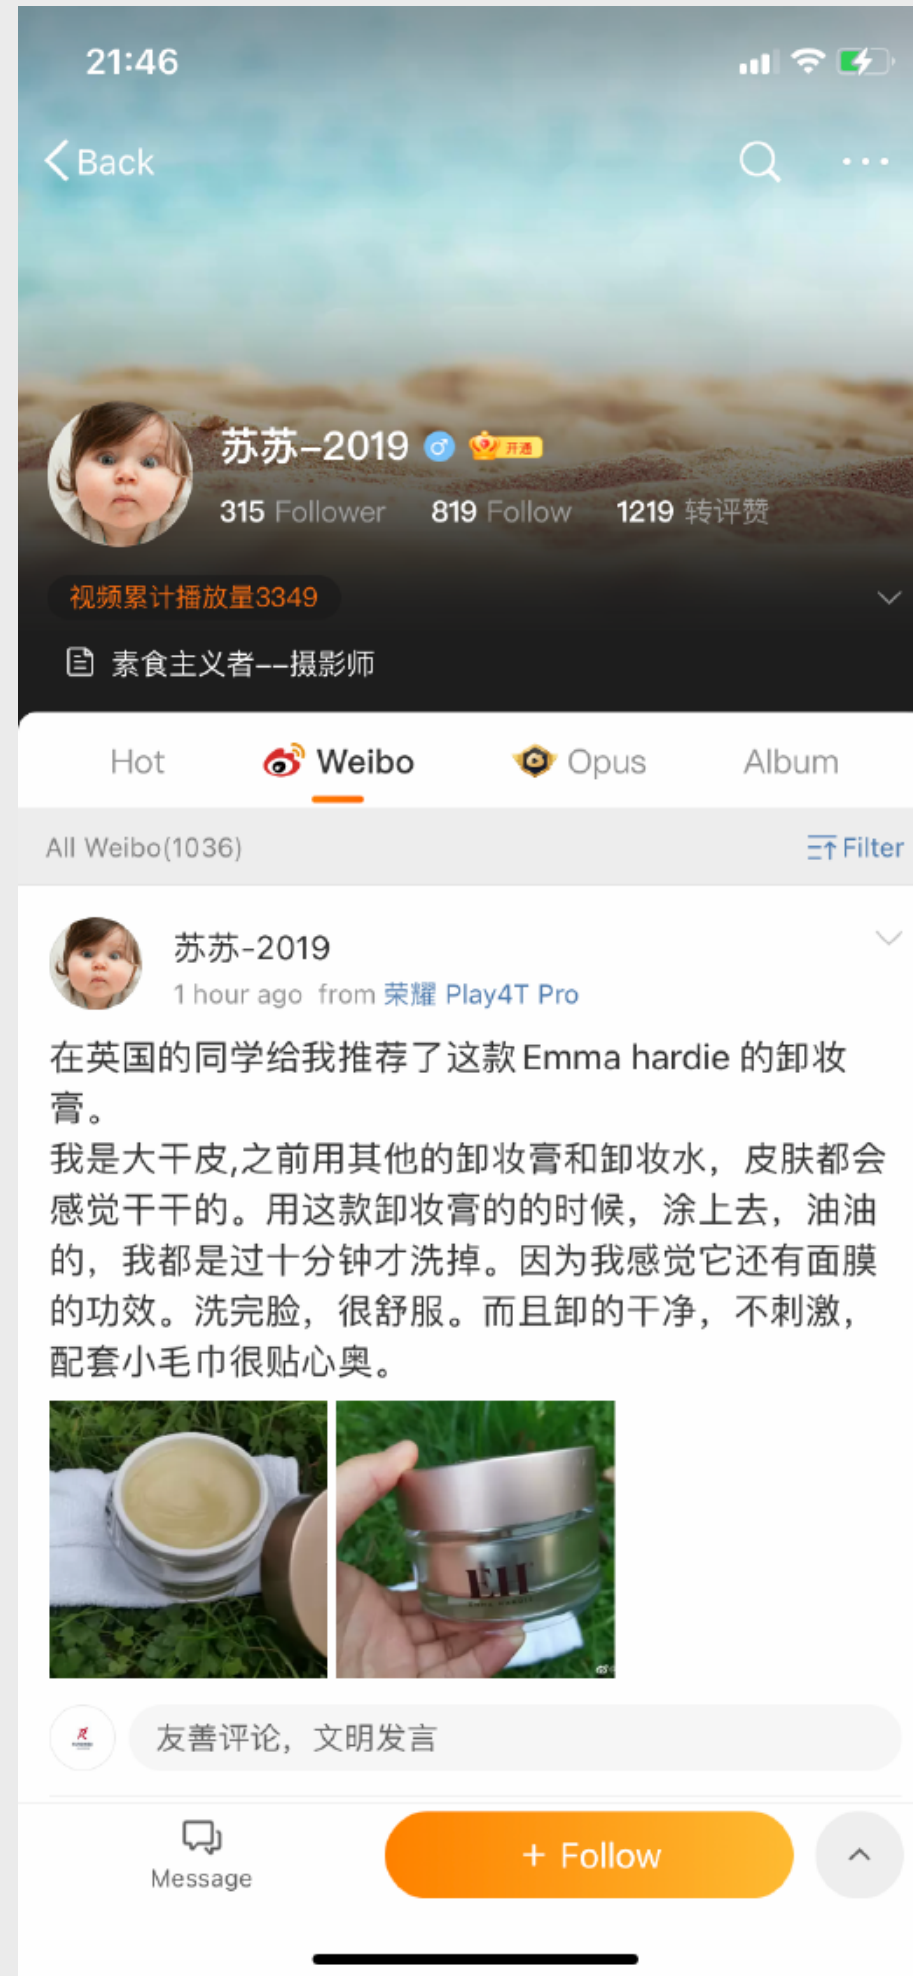 21:46
Back
苏苏-2019 开通
315 Follower 819 Follow 1219 转评赞
视频累计播放量3349
素食主义者--摄影师
Hot Weibo Opus Album
All Weibo(1036) Filter
苏苏-2019
1 hour ago from 荣耀 Play4T Pro
在英国的同学给我推荐了这款Emma hardie 的卸妆
膏。
我是大干皮,之前用其他的卸妆膏和卸妆水，皮肤都会
感觉干干的。用这款卸妆膏的的时候，涂上去，油油
的，我都是过十分钟才洗掉。因为我感觉它还有面膜
的功效。洗完脸，很舒服。而且卸的干净，不刺激，
配套小毛巾很贴心奥。
EH
EMMA HARDIE
友善评论，文明发言
Message + Follow